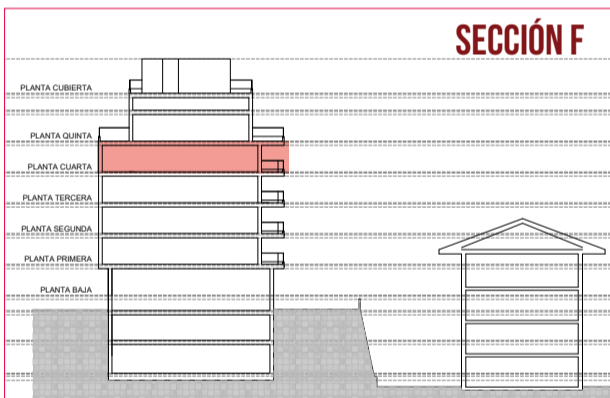 SECCIÓN F
PLANTA CUBIERTA
PLANTA QUINTA
PLANTA CUARTA
PLANTA TERCERA
PLANTA SEGUNDA
PLANTA PRIMERA
PLANTA BAJA